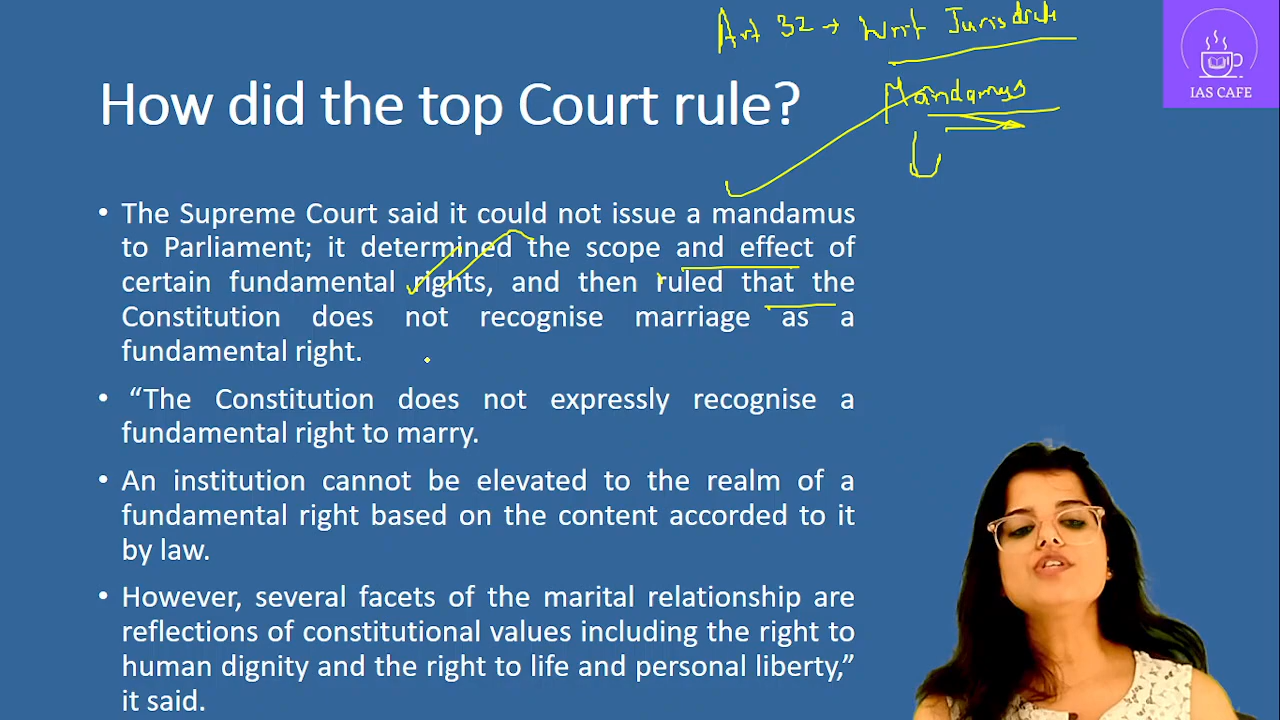 Art 32 → Writ Jurisdictn
IAS CAFE
Mandamus
How did the top Court rule?
• The Supreme Court said it could not issue a mandamus
to Parliament; it determined the scope and effect of
certain fundamental rights, and then ruled that the
Constitution does not recognise marriage as a
fundamental right.
• “The Constitution does not expressly recognise a
fundamental right to marry.
• An institution cannot be elevated to the realm of a
fundamental right based on the content accorded to it
by law.
• However, several facets of the marital relationship are
reflections of constitutional values including the right to
human dignity and the right to life and personal liberty,”
it said.